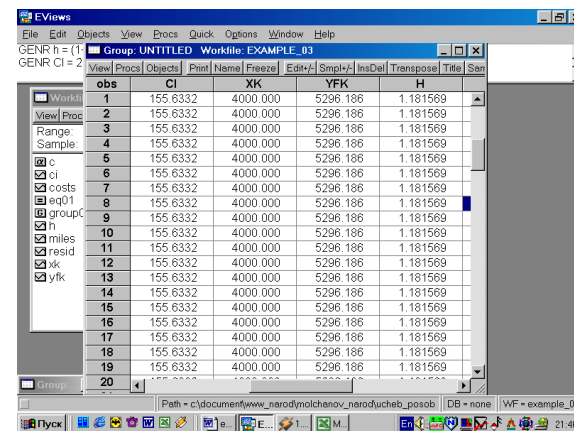 EViews
File Edit Objects View Procs Quick Options Window Help
GENR h = (1-
GENR CI = 2
Group: UNTITLED Workfile: EXAMPLE_03
View Procs Objects Print Name Freeze Edit+/- Smpl+/- InsDel Transpose Title Sam
obs CI XK YFK H
1 155.6332 4000.000 5296.186 1.181569
2 155.6332 4000.000 5296.186 1.181569
3 155.6332 4000.000 5296.186 1.181569
4 155.6332 4000.000 5296.186 1.181569
5 155.6332 4000.000 5296.186 1.181569
6 155.6332 4000.000 5296.186 1.181569
7 155.6332 4000.000 5296.186 1.181569
8 155.6332 4000.000 5296.186 1.181569
9 155.6332 4000.000 5296.186 1.181569
10 155.6332 4000.000 5296.186 1.181569
11 155.6332 4000.000 5296.186 1.181569
12 155.6332 4000.000 5296.186 1.181569
13 155.6332 4000.000 5296.186 1.181569
14 155.6332 4000.000 5296.186 1.181569
15 155.6332 4000.000 5296.186 1.181569
16 155.6332 4000.000 5296.186 1.181569
17 155.6332 4000.000 5296.186 1.181569
18 155.6332 4000.000 5296.186 1.181569
19 155.6332 4000.000 5296.186 1.181569
20
Workfi
View Proc
Range:
Sample:
c
ci
costs
eq01
group0
h
miles
resid
xk
yfk
Group:
Path = c:\document\www_narod\molchanov_narod\ucheb_posob DB = none WF = example_0
Пуск e... E... 1... M... En 21:46